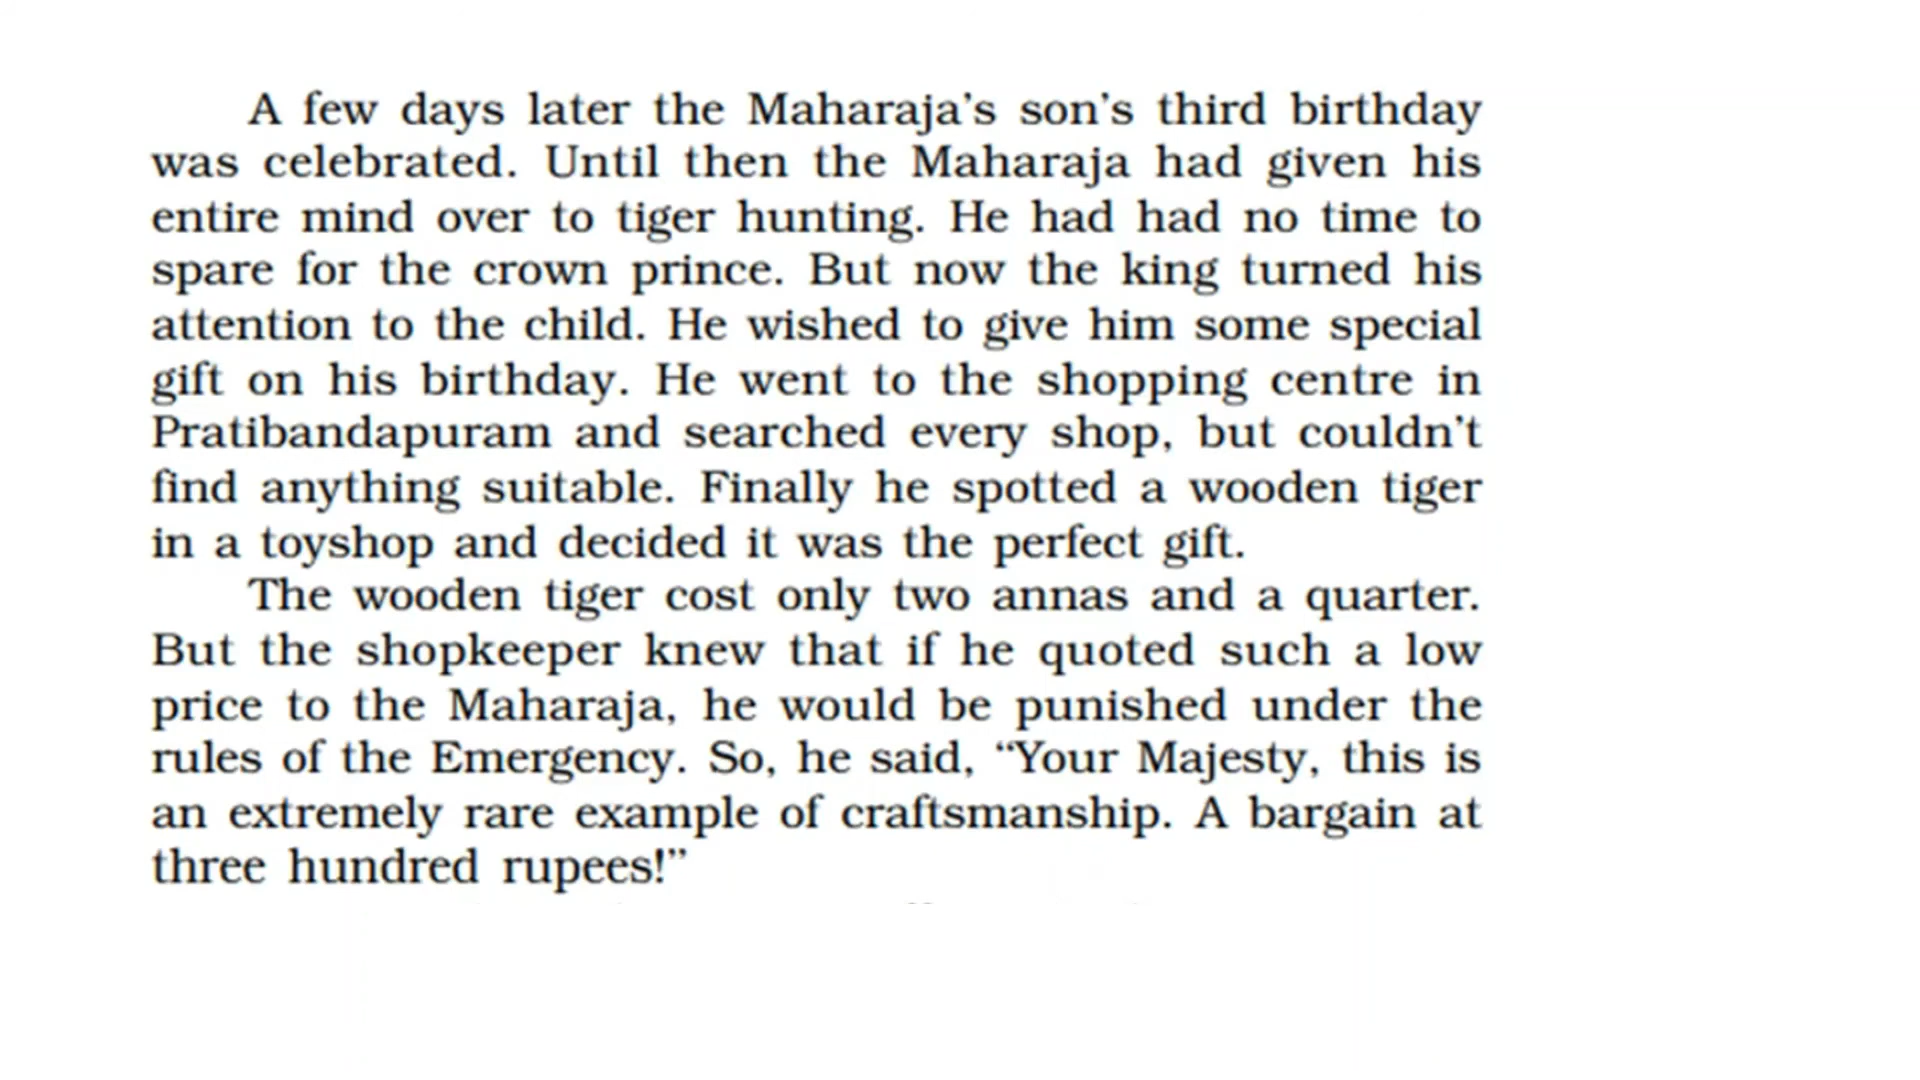 A few days later the Maharaja’s son’s third birthday
was celebrated. Until then the Maharaja had given his
entire mind over to tiger hunting. He had had no time to
spare for the crown prince. But now the king turned his
attention to the child. He wished to give him some special
gift on his birthday. He went to the shopping centre in
Pratibandapuram and searched every shop, but couldn’t
find anything suitable. Finally he spotted a wooden tiger
in a toyshop and decided it was the perfect gift.
The wooden tiger cost only two annas and a quarter.
But the shopkeeper knew that if he quoted such a low
price to the Maharaja, he would be punished under the
rules of the Emergency. So, he said, “Your Majesty, this is
an extremely rare example of craftsmanship. A bargain at
three hundred rupees!”